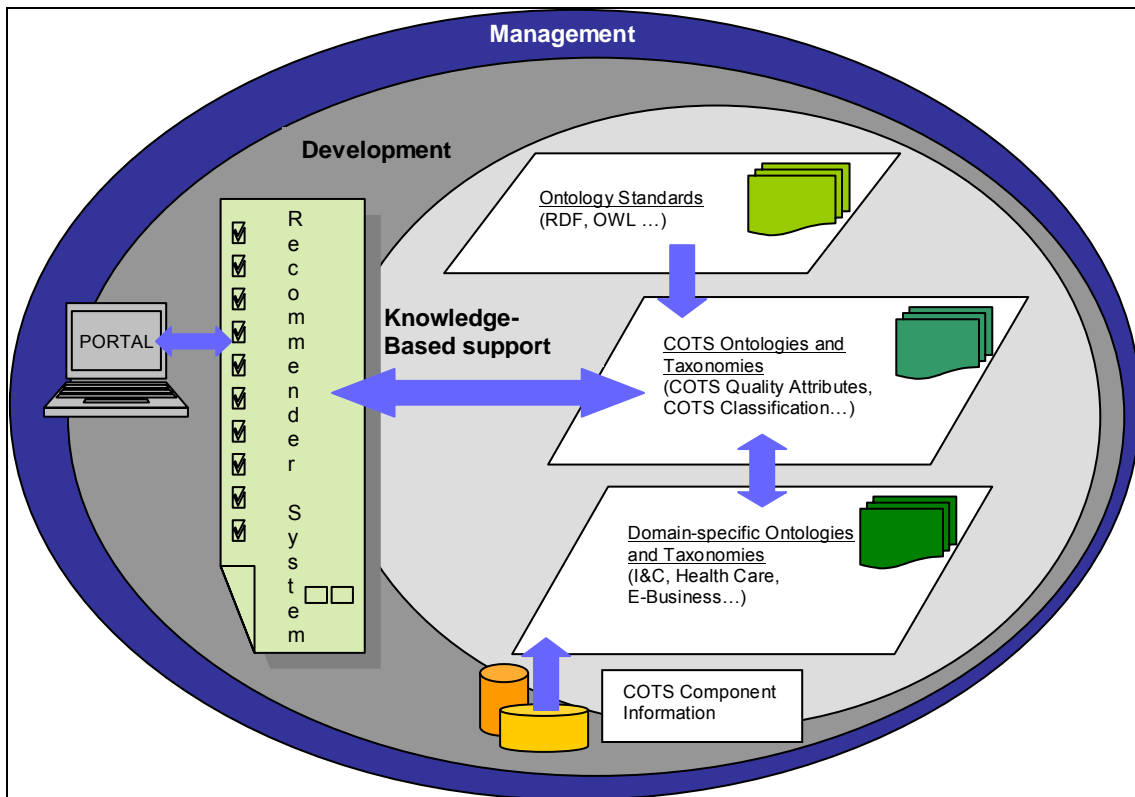 Management
Development
Ontology Standards
(RDF, OWL …)
Recommender System
PORTAL
Knowledge-
Based support
COTS Ontologies and
Taxonomies
(COTS Quality Attributes,
COTS Classification…)
Domain-specific Ontologies
and Taxonomies
(I&C, Health Care,
E-Business…)
COTS Component
Information